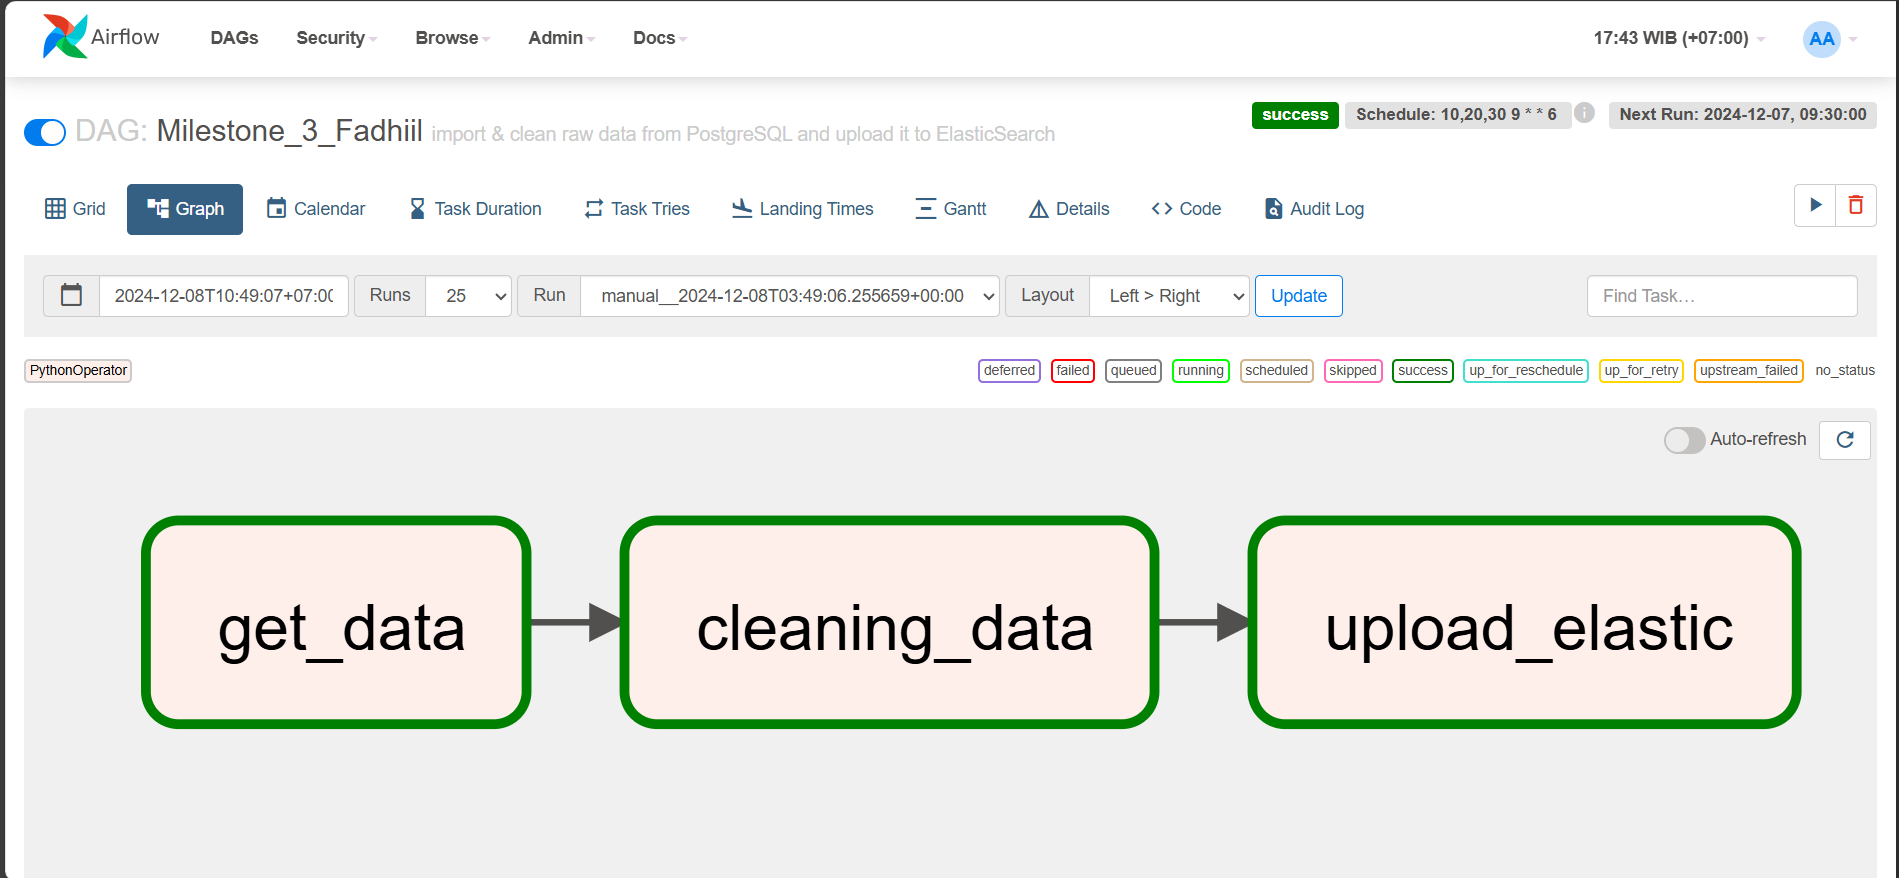 Airflow DAGs Security Browse Admin Docs 17:43 WIB (+07:00) AA
success Schedule: 10,20,30 9 * * 6 i Next Run: 2024-12-07, 09:30:00
DAG: Milestone_3_Fadhiil import & clean raw data from PostgreSQL and upload it to ElasticSearch
Grid Graph Calendar Task Duration Task Tries Landing Times Gantt Details Code Audit Log
2024-12-08T10:49:07+07:00 Runs 25 Run manual__2024-12-08T03:49:06.255659+00:00 Layout Left > Right Update Find Task…
PythonOperator deferred failed queued running scheduled skipped success up_for_reschedule up_for_retry upstream_failed no_status
Auto-refresh
get_data cleaning_data upload_elastic